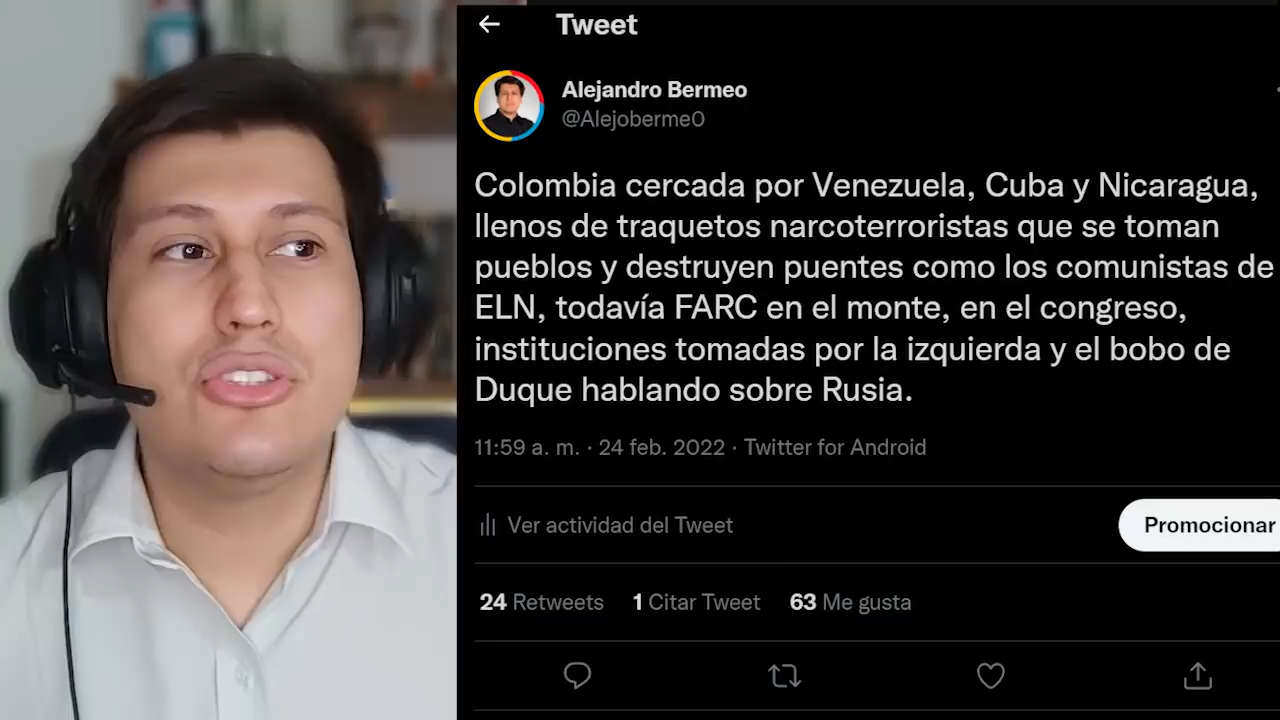 Tweet
Alejandro Bermeo
@Alejoberme0
Colombia cercada por Venezuela, Cuba y Nicaragua,
llenos de traquetos narcoterroristas que se toman
pueblos y destruyen puentes como los comunistas de
ELN, todavía FARC en el monte, en el congreso,
instituciones tomadas por la izquierda y el bobo de
Duque hablando sobre Rusia.
11:59 a. m. · 24 feb. 2022 · Twitter for Android
Ver actividad del Tweet
Promocionar
24 Retweets 1 Citar Tweet 63 Me gusta